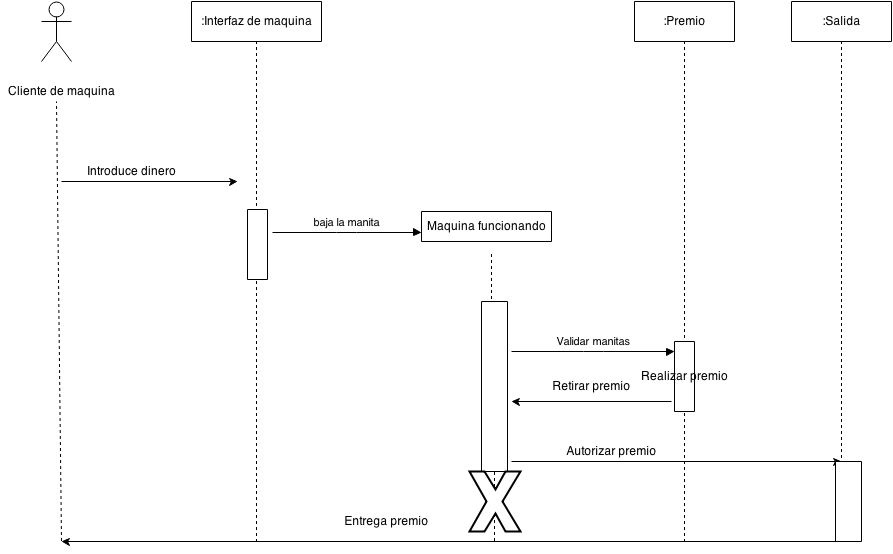 :Interfaz de maquina
:Premio
:Salida
Cliente de maquina
Introduce dinero
baja la manita
Maquina funcionando
Validar manitas
Realizar premio
Retirar premio
Autorizar premio
X
Entrega premio